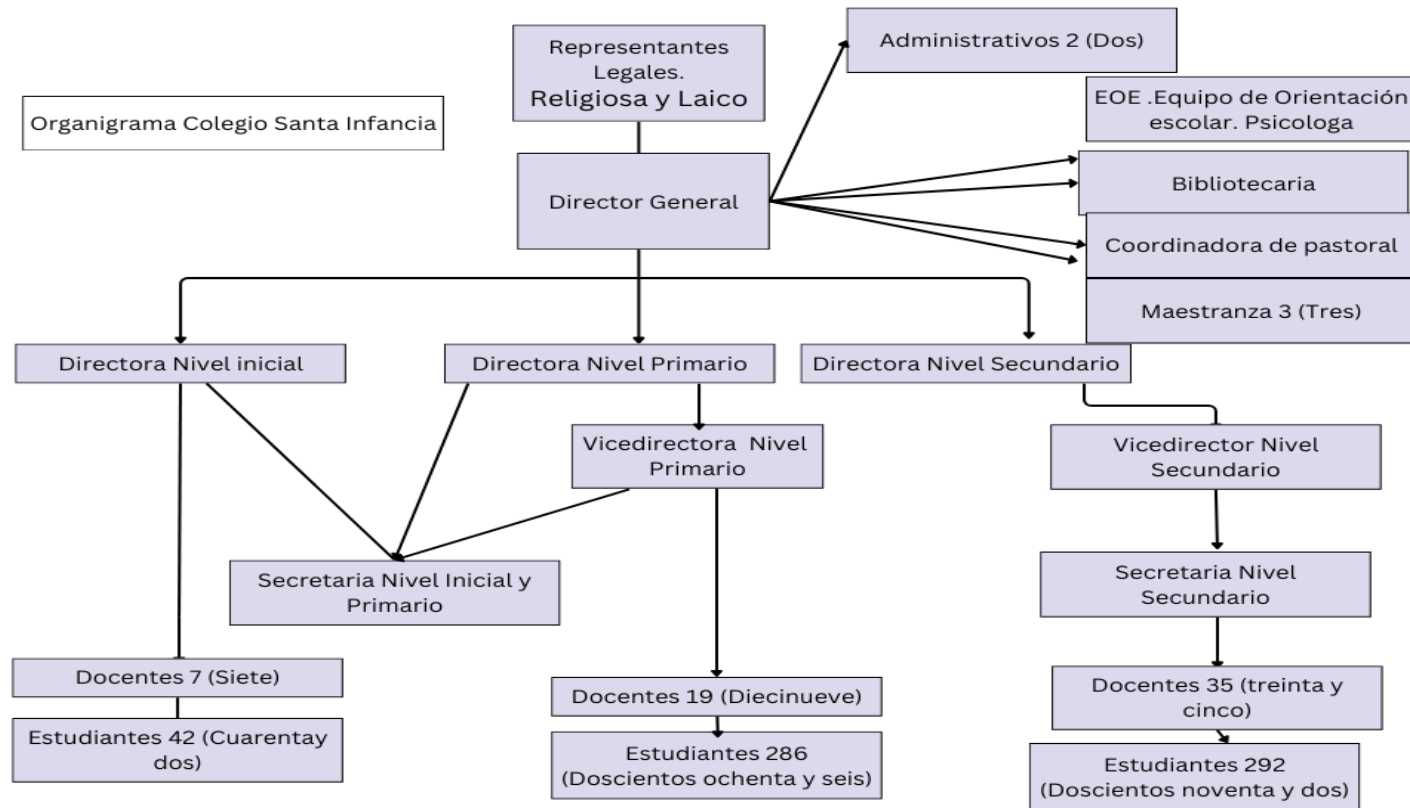 Representantes
Legales.
Religiosa y Laico
Administrativos 2 (Dos)
Organigrama Colegio Santa Infancia
EOE .Equipo de Orientación
escolar. Psicologa
Director General
Bibliotecaria
Coordinadora de pastoral
Maestranza 3 (Tres)
Directora Nivel inicial
Directora Nivel Primario
Directora Nivel Secundario
Vicedirectora Nivel
Primario
Vicedirector Nivel
Secundario
Secretaria Nivel Inicial y
Primario
Secretaria Nivel
Secundario
Docentes 7 (Siete)
Docentes 19 (Diecinueve)
Docentes 35 (treinta y
cinco)
Estudiantes 42 (Cuarentay
dos)
Estudiantes 286
(Doscientos ochenta y seis)
Estudiantes 292
(Doscientos noventa y dos)